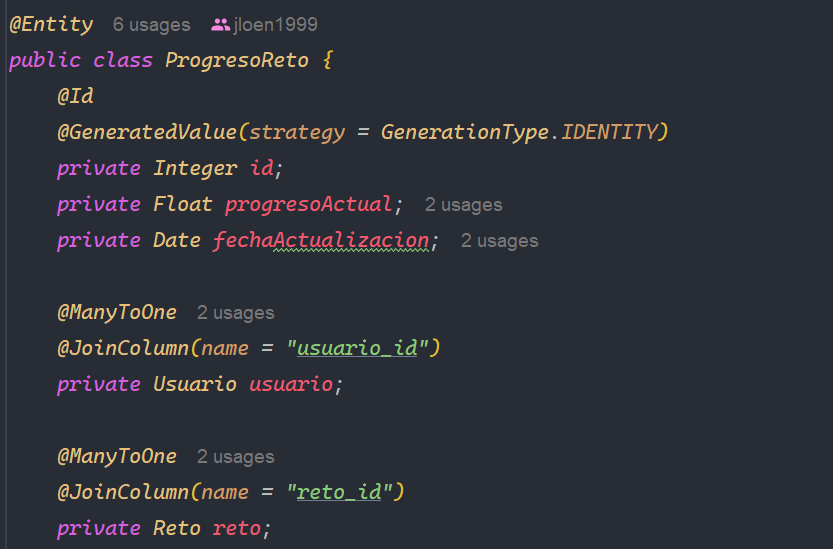 @Entity 6 usages jloen1999
public class ProgresoReto {
@Id
@GeneratedValue(strategy = GenerationType.IDENTITY)
private Integer id;
private Float progresoActual; 2 usages
private Date fechaActualizacion; 2 usages
@ManyToOne 2 usages
@JoinColumn(name = "usuario_id")
private Usuario usuario;
@ManyToOne 2 usages
@JoinColumn(name = "reto_id")
private Reto reto;